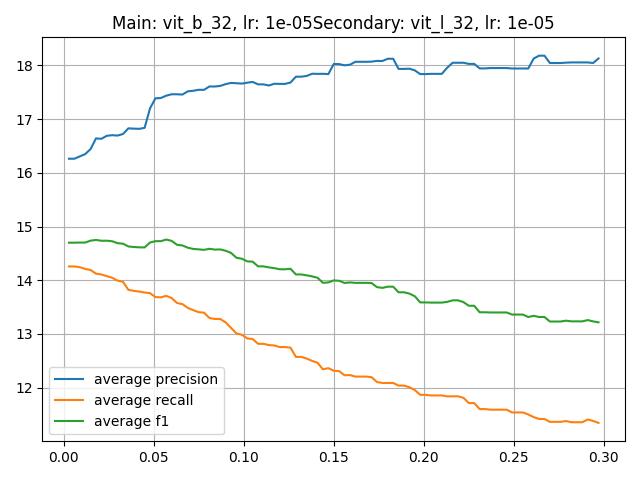 Main: vit_b_32, lr: 1e-05Secondary: vit_l_32, lr: 1e-05
18
17
16
15
14
13
12
average precision
average recall
average f1
0.00 0.05 0.10 0.15 0.20 0.25 0.30